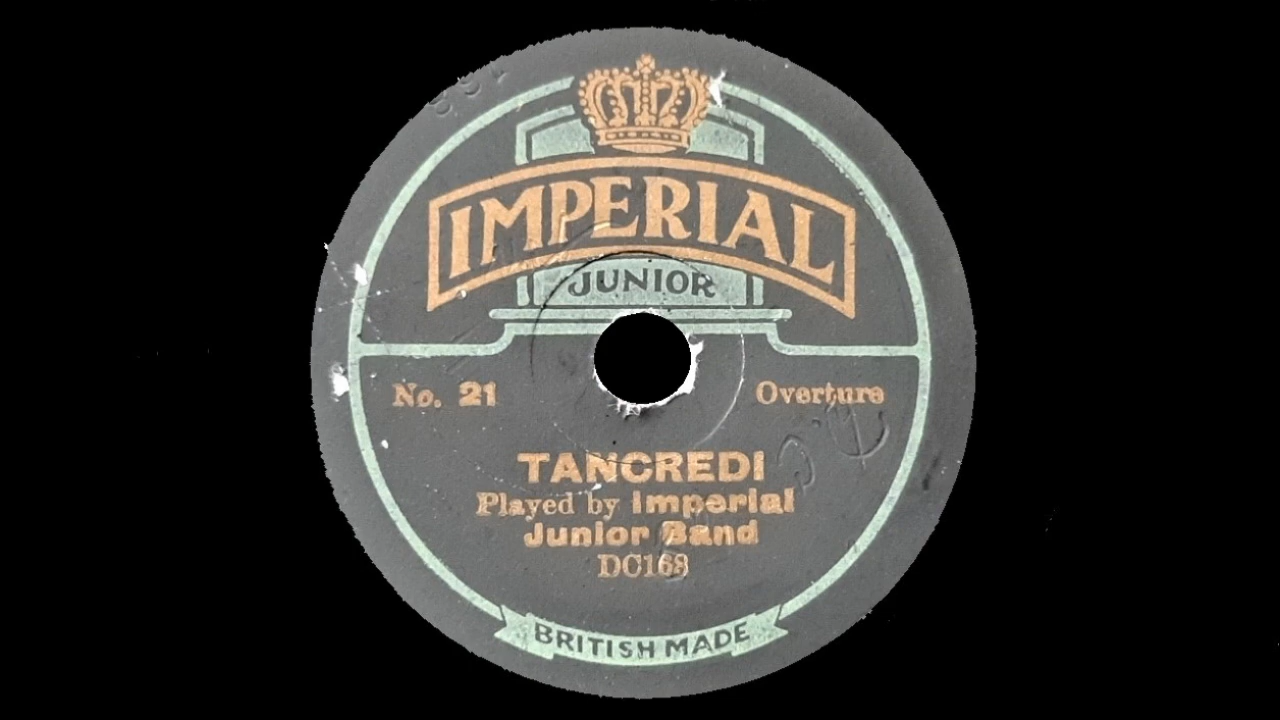 IMPERIAL
JUNIOR
No. 21 Overture
TANCREDI
Played by Imperial
Junior Band
DC168
BRITISH MADE